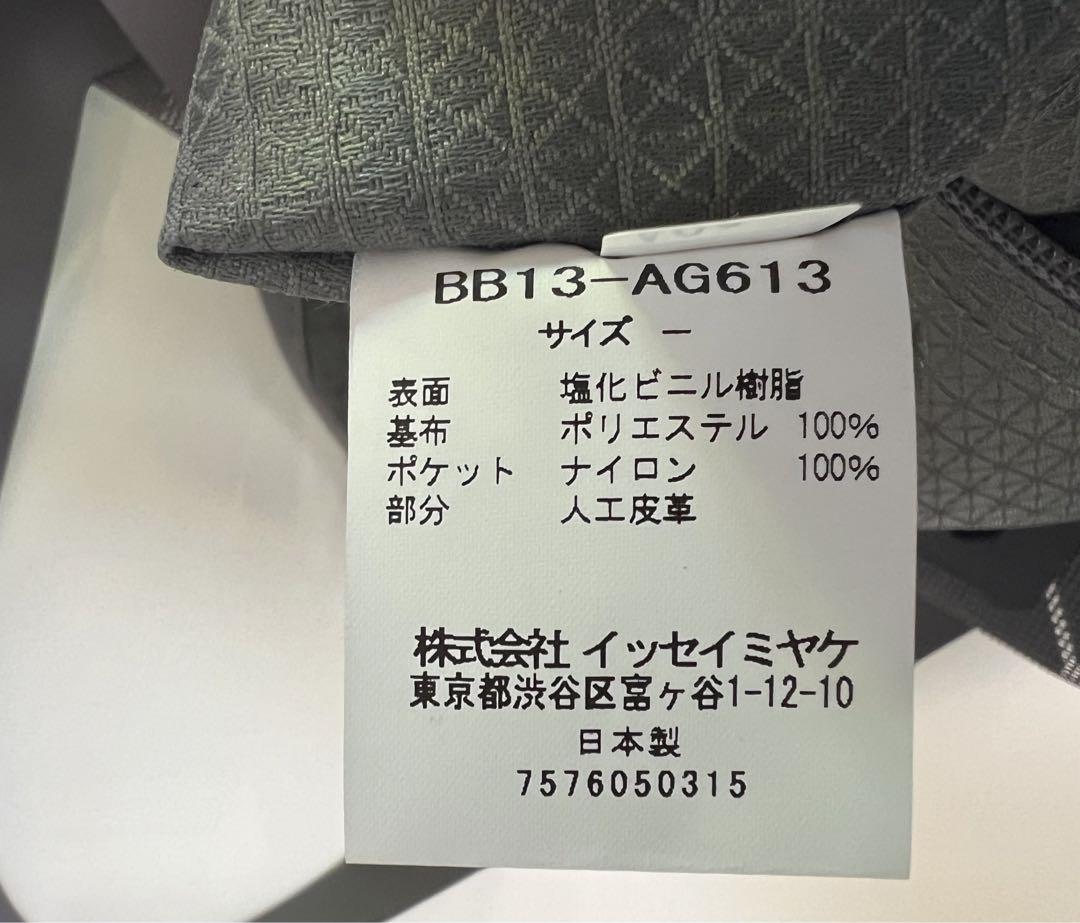 BB13-AG613
サイズ ー
表面 塩化ビニル樹脂
基布 ポリエステル 100%
ポケット ナイロン 100%
部分 人工皮革
株式会社 イッセイミヤケ
東京都渋谷区富ヶ谷1-12-10
日本製
7576050315